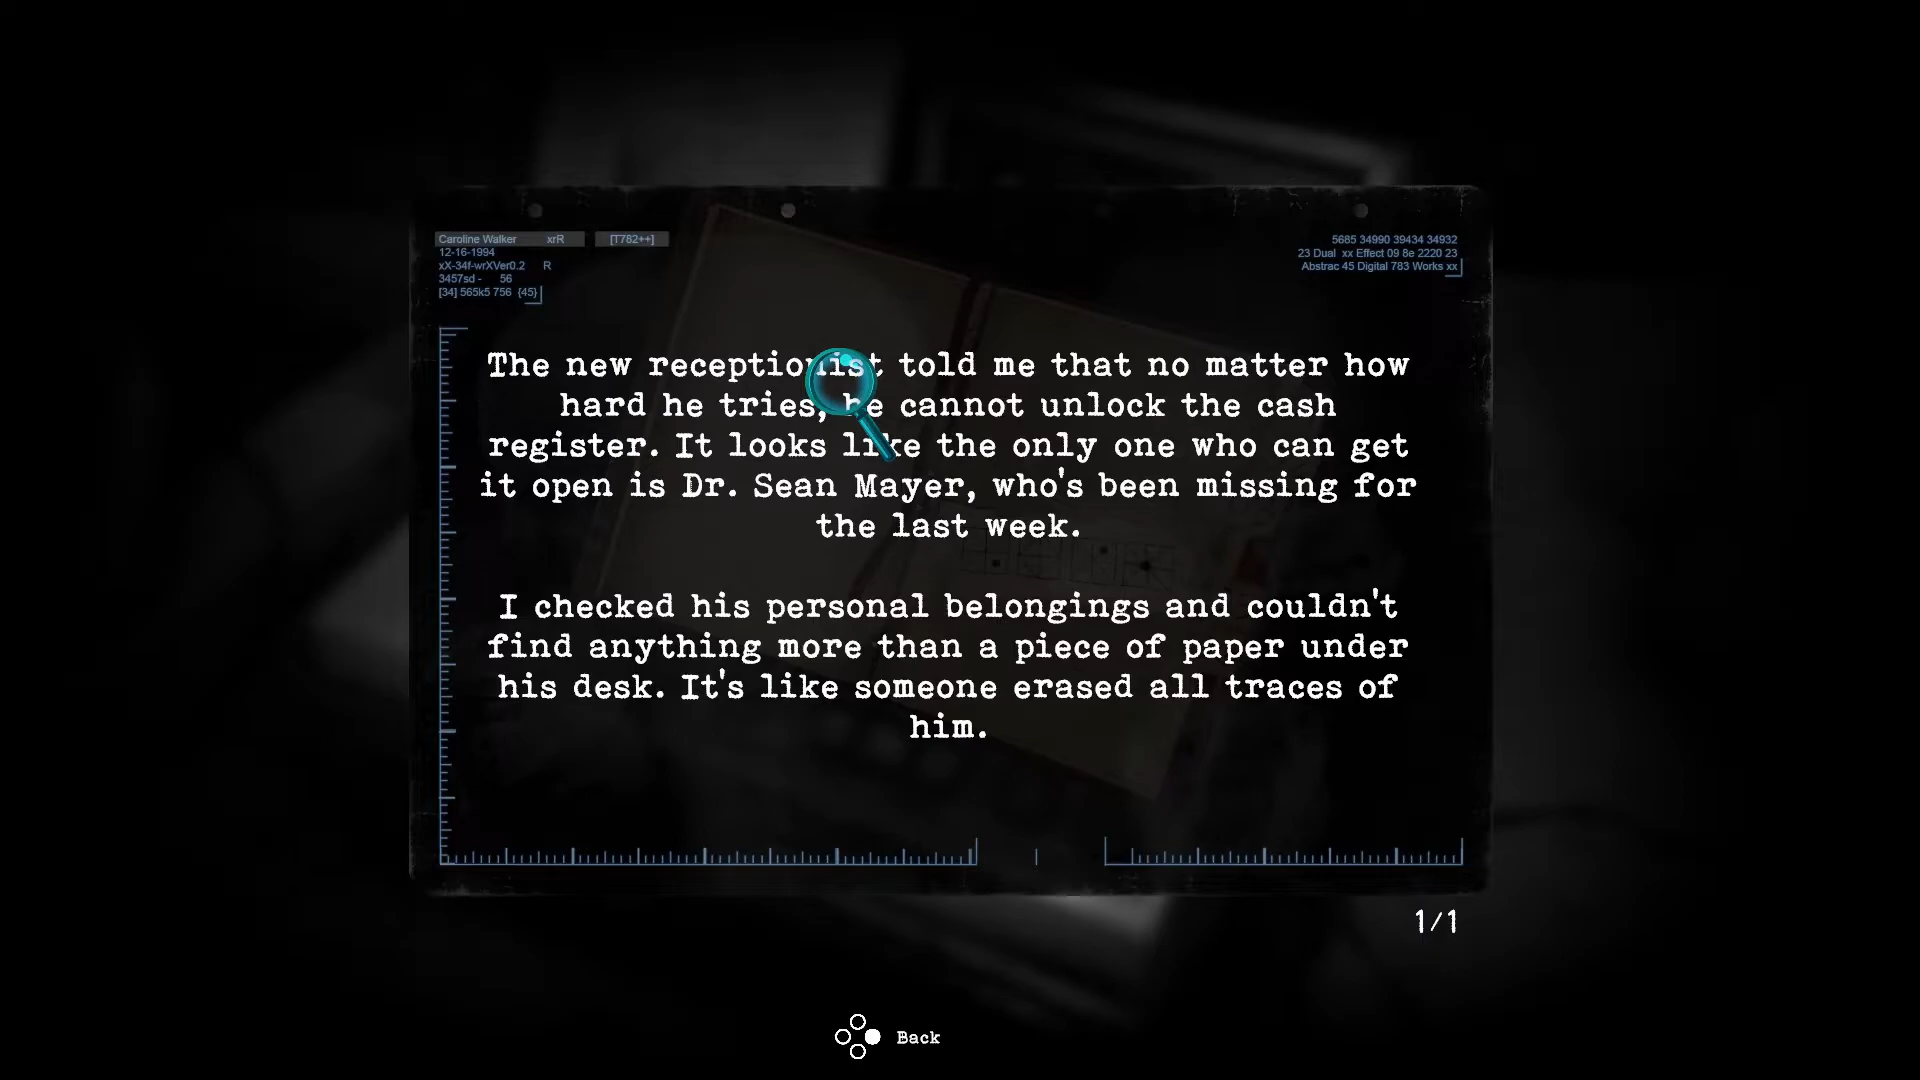 Caroline Walker xrR [T782++]
12-16-1994
xX-34f-wrXVer0.2 R
3457sd - 56
[34] 565k5 756 {45}
5685 34990 39434 34932
23 Dual xx Effect 09 8e 2220 23
Abstrac 45 Digital 783 Works xx
The new receptionist told me that no matter how
hard he tries, he cannot unlock the cash
register. It looks like the only one who can get
it open is Dr. Sean Mayer, who's been missing for
the last week.
I checked his personal belongings and couldn't
find anything more than a piece of paper under
his desk. It's like someone erased all traces of
him.
1/1
Back